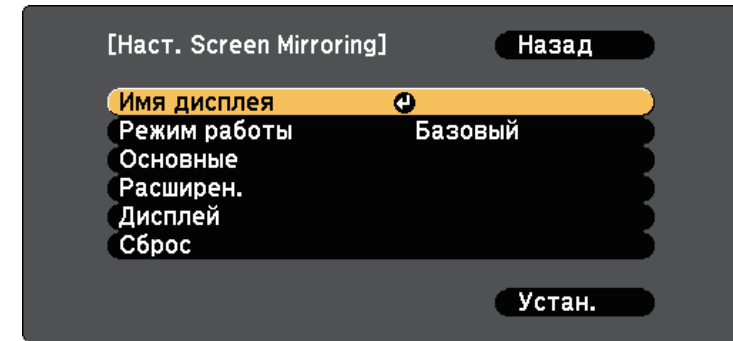 [Наст. Screen Mirroring] Назад
Имя дисплея
Режим работы Базовый
Основные
Расширен.
Дисплей
Сброс
Устан.